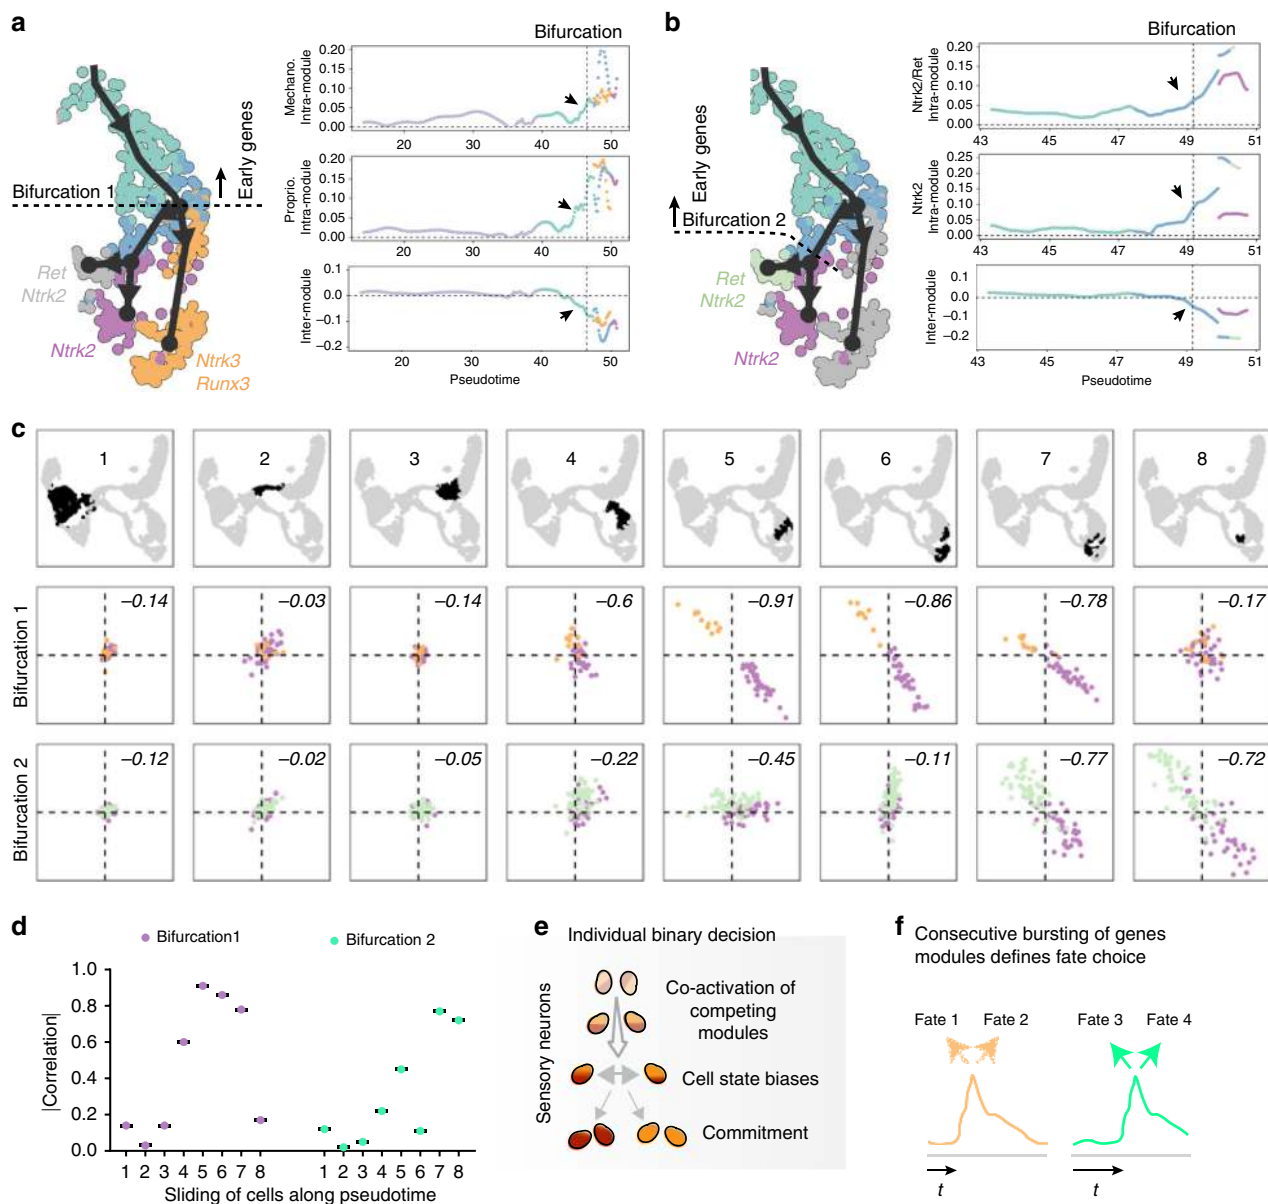 a
Bifurcation 1
Early genes
Ret
Ntrk2
Ntrk2
Ntrk3
Runx3
Bifurcation
Mechano.
Intra-module
0.20
0.15
0.10
0.05
0.00
20
30
40
50
Proprio.
Intra-module
0.20
0.15
0.10
0.05
0.00
20
30
40
50
Inter-module
0.1
0.0
−0.1
−0.2
20
30
40
50
Pseudotime
b
Early genes
Bifurcation 2
Ret
Ntrk2
Ntrk2
Bifurcation
Ntrk2/Ret
Intra-module
0.20
0.15
0.10
0.05
0.00
43
45
47
49
51
Ntrk2
Intra-module
0.25
0.20
0.15
0.10
0.05
0.00
43
45
47
49
51
Inter-module
0.1
0.0
−0.1
−0.2
43
45
47
49
51
Pseudotime
c
1
2
3
4
5
6
7
8
Bifurcation 1
−0.14
−0.03
−0.14
−0.6
−0.91
−0.86
−0.78
−0.17
Bifurcation 2
−0.12
−0.02
−0.05
−0.22
−0.45
−0.11
−0.77
−0.72
d
Bifurcation1
Bifurcation 2
|Correlation|
1.0
0.8
0.6
0.4
0.2
0.0
1 2 3 4 5 6 7 8
1 2 3 4 5 6 7 8
Sliding of cells along pseudotime
e
Individual binary decision
Sensory neurons
Co-activation of
competing
modules
Cell state biases
Commitment
f
Consecutive bursting of genes
modules defines fate choice
Fate 1
Fate 2
Fate 3
Fate 4
t
t